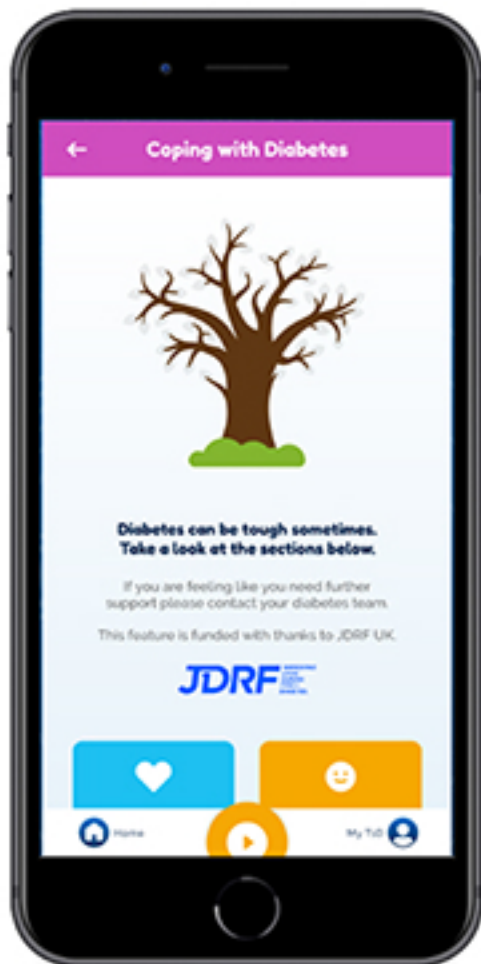 Coping with Diabetes
Diabetes can be tough sometimes.
Take a look at the sections below.
If you are feeling like you need further
support please contact your diabetes team.
This feature is funded with thanks to JDRF UK.
JDRF
Home
My T1D